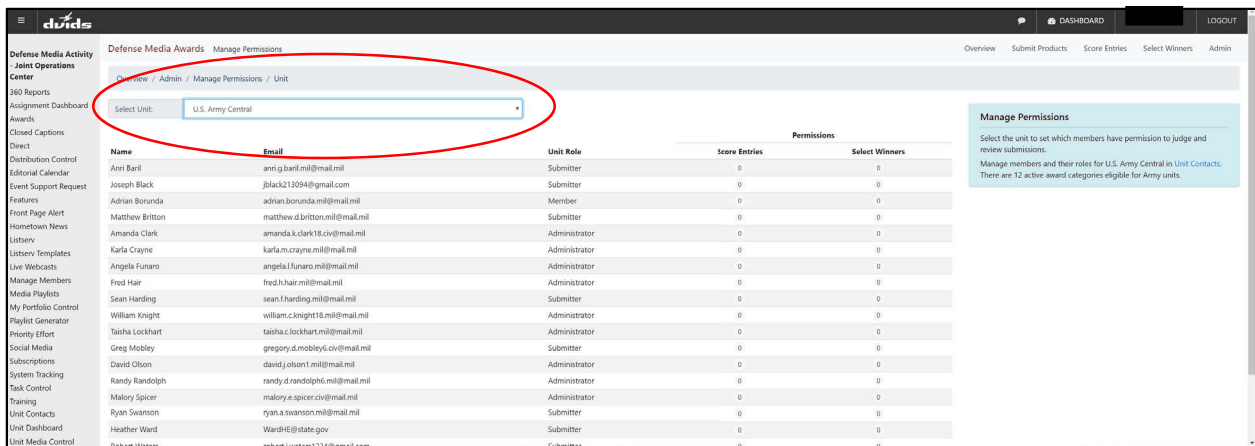 dvids
DASHBOARD
LOGOUT
Defense Media Activity
- Joint Operations
Center
360 Reports
Assignment Dashboard
Awards
Closed Captions
Direct
Distribution Control
Editorial Calendar
Event Support Request
Features
Front Page Alert
Hometown News
Listserv
Listserv Templates
Live Webcasts
Manage Members
Media Playlists
My Portfolio Control
Playlist Generator
Priority Effort
Social Media
Subscriptions
System Tracking
Task Control
Training
Unit Contacts
Unit Dashboard
Unit Media Control
Defense Media Awards Manage Permissions
Overview Submit Products Score Entries Select Winners Admin
Overview / Admin / Manage Permissions / Unit
Select Unit: U.S. Army Central
Permissions
Name Email Unit Role Score Entries Select Winners
Anri Baril anri.g.baril.mil@mail.mil Submitter 0 0
Joseph Black jblack213094@gmail.com Submitter 0 0
Adrian Borunda adrian.borunda.mil@mail.mil Member 0 0
Matthew Britton matthew.d.britton.mil@mail.mil Submitter 0 0
Amanda Clark amanda.k.clark18.civ@mail.mil Administrator 0 0
Karla Crayne karla.m.crayne.mil@mail.mil Administrator 0 0
Angela Funaro angela.l.funaro.mil@mail.mil Administrator 0 0
Fred Hair fred.h.hair.mil@mail.mil Administrator 0 0
Sean Harding sean.f.harding.mil@mail.mil Submitter 0 0
William Knight william.c.knight18.mil@mail.mil Administrator 0 0
Taisha Lockhart taisha.c.lockhart.mil@mail.mil Administrator 0 0
Greg Mobley gregory.d.mobley6.civ@mail.mil Submitter 0 0
David Olson david.j.olson1.mil@mail.mil Administrator 0 0
Randy Randolph randy.d.randolph6.mil@mail.mil Administrator 0 0
Malory Spicer malory.e.spicer.civ@mail.mil Administrator 0 0
Ryan Swanson ryan.a.swanson.mil@mail.mil Submitter 0 0
Heather Ward WardHE@state.gov Submitter 0 0
Robert Waters Submitter
Manage Permissions
Select the unit to set which members have permission to judge and
review submissions.
Manage members and their roles for U.S. Army Central in Unit Contacts.
There are 12 active award categories eligible for Army units.